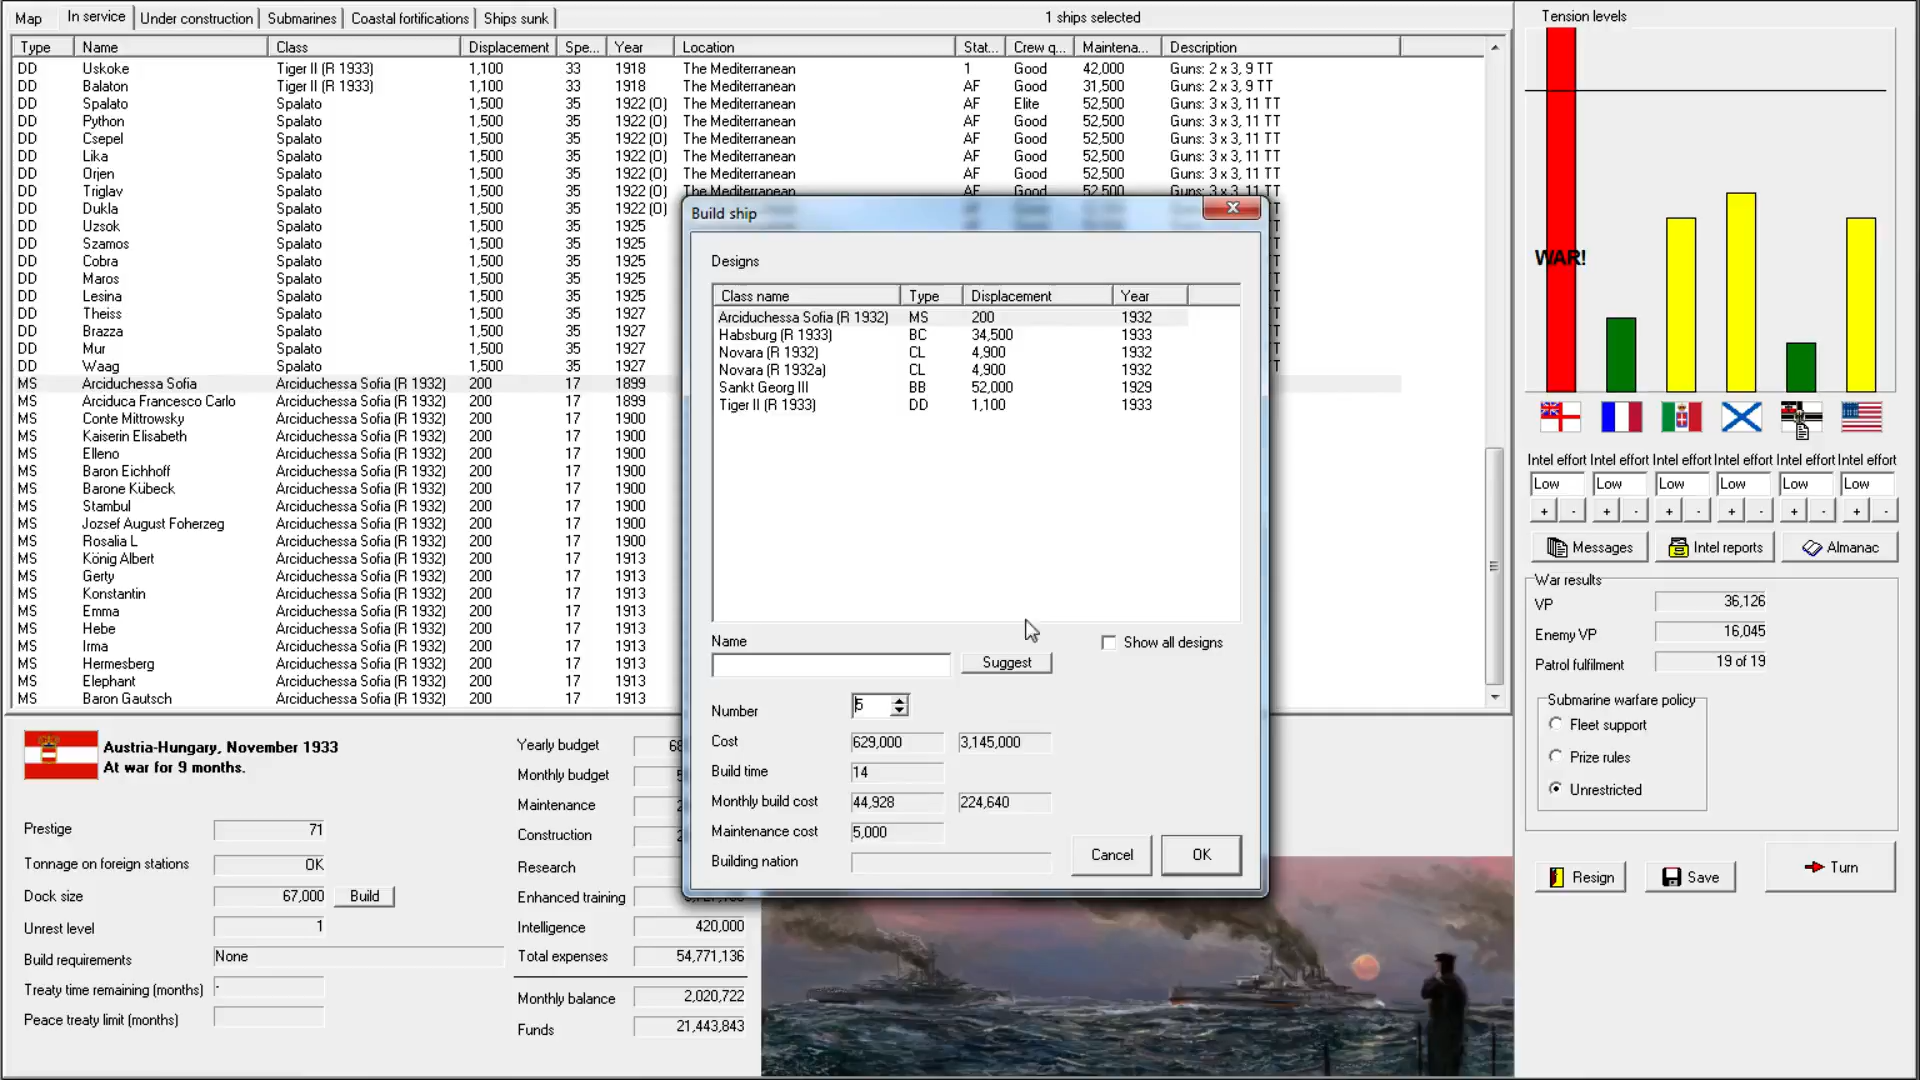 Map In service Under construction Submarines Coastal fortifications Ships sunk 1 ships selected
Type Name Class Displacement Spe... Year Location Stat... Crew q... Maintena... Description
DD Uskoke Tiger II (R 1933) 1,100 33 1918 The Mediterranean 1 Good 42,000 Guns: 2 x 3, 9 TT
DD Balaton Tiger II (R 1933) 1,100 33 1918 The Mediterranean AF Good 31,500 Guns: 2 x 3, 9 TT
DD Spalato Spalato 1,500 35 1922 (O) The Mediterranean AF Elite 52,500 Guns: 3 x 3, 11 TT
DD Python Spalato 1,500 35 1922 (O) The Mediterranean AF Good 52,500 Guns: 3 x 3, 11 TT
DD Csepel Spalato 1,500 35 1922 (O) The Mediterranean AF Good 52,500 Guns: 3 x 3, 11 TT
DD Lika Spalato 1,500 35 1922 (O) The Mediterranean AF Good 52,500 Guns: 3 x 3, 11 TT
DD Orjen Spalato 1,500 35 1922 (O) The Mediterranean AF Good 52,500 Guns: 3 x 3, 11 TT
DD Triglav Spalato 1,500 35 1922 (O) The Mediterranean AF Good 52,500 Guns: 3 x 3, 11 TT
DD Dukla Spalato 1,500 35 1922 (O)
DD Uzsok Spalato 1,500 35 1925
DD Szamos Spalato 1,500 35 1925
DD Cobra Spalato 1,500 35 1925
DD Maros Spalato 1,500 35 1925
DD Lesina Spalato 1,500 35 1925
DD Theiss Spalato 1,500 35 1927
DD Brazza Spalato 1,500 35 1927
DD Mur Spalato 1,500 35 1927
DD Waag Spalato 1,500 35 1927
MS Arciduchessa Sofia Arciduchessa Sofia (R 1932) 200 17 1899
MS Arciduca Francesco Carlo Arciduchessa Sofia (R 1932) 200 17 1899
MS Conte Mittrowsky Arciduchessa Sofia (R 1932) 200 17 1900
MS Kaiserin Elisabeth Arciduchessa Sofia (R 1932) 200 17 1900
MS Elleno Arciduchessa Sofia (R 1932) 200 17 1900
MS Baron Eichhoff Arciduchessa Sofia (R 1932) 200 17 1900
MS Barone Kübeck Arciduchessa Sofia (R 1932) 200 17 1900
MS Stambul Arciduchessa Sofia (R 1932) 200 17 1900
MS Jozsef August Foherzeg Arciduchessa Sofia (R 1932) 200 17 1900
MS Rosalia L Arciduchessa Sofia (R 1932) 200 17 1900
MS König Albert Arciduchessa Sofia (R 1932) 200 17 1913
MS Gerty Arciduchessa Sofia (R 1932) 200 17 1913
MS Konstantin Arciduchessa Sofia (R 1932) 200 17 1913
MS Emma Arciduchessa Sofia (R 1932) 200 17 1913
MS Hebe Arciduchessa Sofia (R 1932) 200 17 1913
MS Irma Arciduchessa Sofia (R 1932) 200 17 1913
MS Hermesberg Arciduchessa Sofia (R 1932) 200 17 1913
MS Elephant Arciduchessa Sofia (R 1932) 200 17 1913
MS Baron Gautsch Arciduchessa Sofia (R 1932) 200 17 1913
Build ship
Designs
Class name Type Displacement Year
Arciduchessa Sofia (R 1932) MS 200 1932
Habsburg (R 1933) BC 34,500 1933
Novara (R 1932) CL 4,900 1932
Novara (R 1932a) CL 4,900 1932
Sankt Georg III BB 52,000 1929
Tiger II (R 1933) DD 1,100 1933
Name
Suggest
Show all designs
Number 5
Cost 629,000 3,145,000
Build time 14
Monthly build cost 44,928 224,640
Maintenance cost 5,000
Building nation
Cancel OK
Austria-Hungary, November 1933
At war for 9 months.
Prestige 71
Tonnage on foreign stations OK
Dock size 67,000 Build
Unrest level 1
Build requirements None
Treaty time remaining (months) -
Peace treaty limit (months)
Yearly budget
Monthly budget
Maintenance
Construction
Research
Enhanced training
Intelligence 420,000
Total expenses 54,771,136
Monthly balance 2,020,722
Funds 21,443,843
Tension levels
WAR!
Intel effort Intel effort Intel effort Intel effort Intel effort Intel effort
Low Low Low Low Low Low
+ - + - + - + - + - + -
Messages Intel reports Almanac
War results
VP 36,126
Enemy VP 16,045
Patrol fulfilment 19 of 19
Submarine warfare policy
Fleet support
Prize rules
Unrestricted
Resign Save Turn